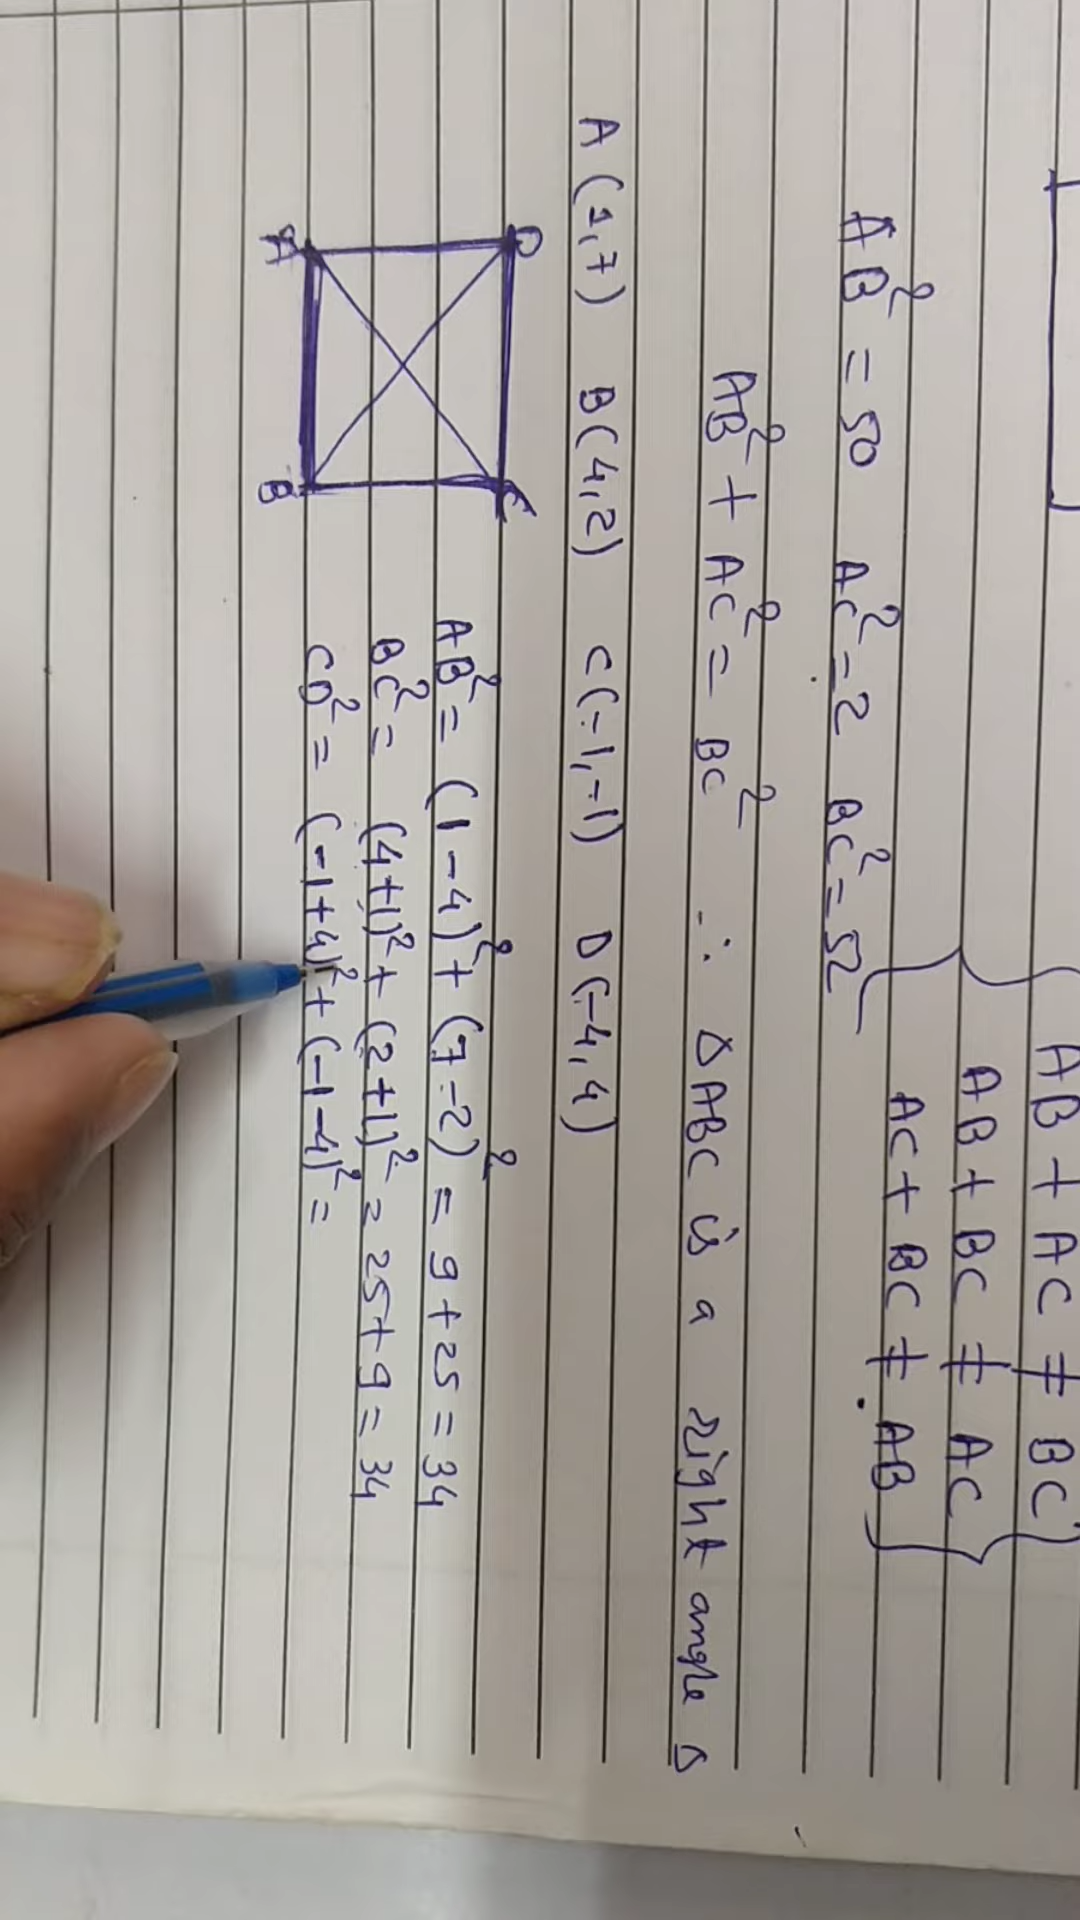 AB + AC ≠ BC
AB + BC ≠ AC
AC + BC ≠ AB
AB² = 50 AC² = 2 BC² = 52
AB² + AC² = BC² ∴ ΔABC is a right angle Δ
A(1,7) B(4,2) C(-1,-1) D(-4,4)
D C
A B
AB² = (1-4)² + (7-2)² = 9+25 = 34
BC² = (4+1)² + (2+1)² = 25+9 = 34
CD² = (-1+4)² + (-1-4)² =